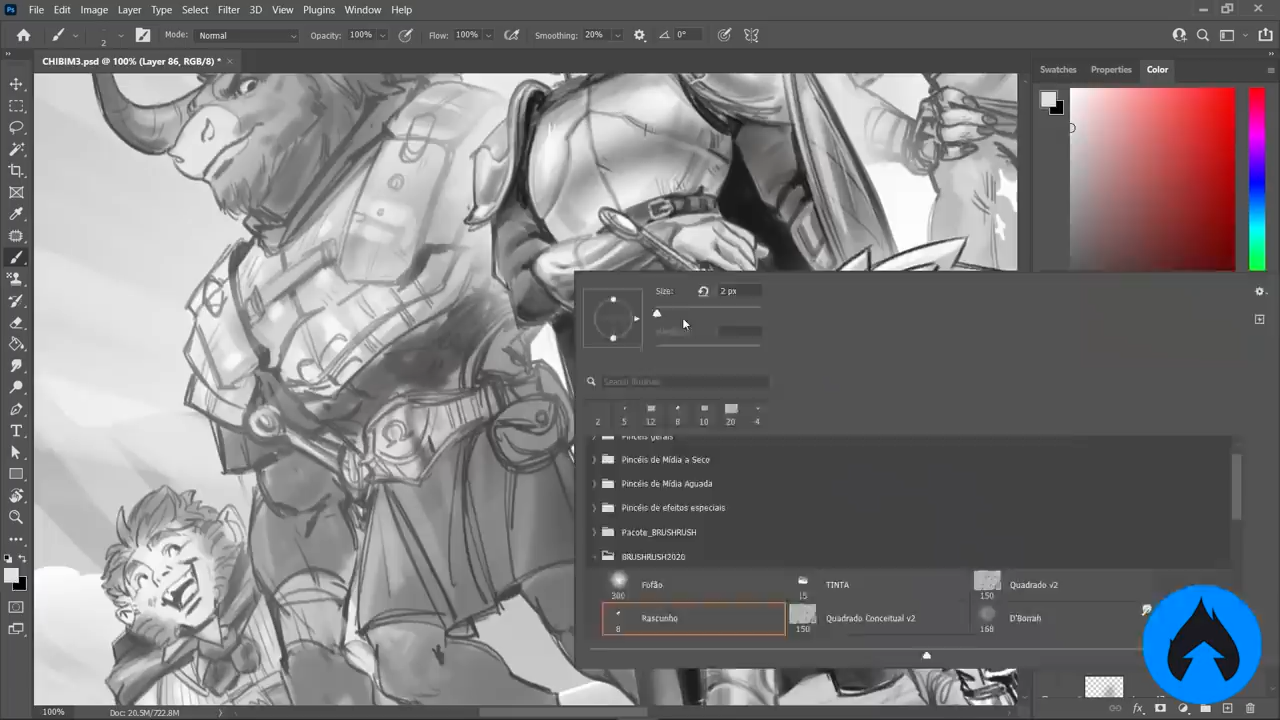 File Edit Image Layer Type Select Filter 3D View Plugins Window Help
2 Mode: Normal Opacity: 100% Flow: 100% Smoothing: 20% 0°
CHIBIM3.psd @ 100% (Layer 86, RGB/8) *
Swatches Properties Color
Size: 2 px
Search Brushes
2 5 12 8 10 20 4
Pincéis gerais
Pincéis de Mídia a Seco
Pincéis de Mídia Aguada
Pincéis de efeitos especiais
Pacote_BRUSHRUSH
BRUSHRUSH2020
Fofão TINTA Quadrado v2
300 15 150
Rascunho Quadrado Conceitual v2 D'Borrah
8 150 168
100% Doc: 20.5M/722.8M